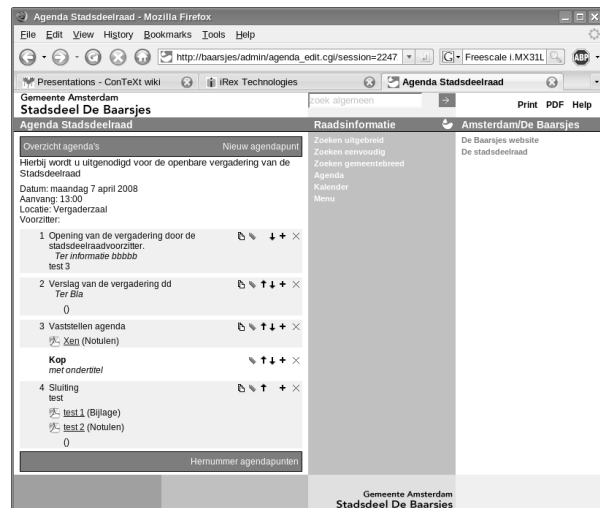 Agenda Stadsdeelraad - Mozilla Firefox
File Edit View History Bookmarks Tools Help
http://baarsjes/admin/agenda_edit.cgi/session=2247
Freescale i.MX31L
ABP
Presentations - ConTeXt wiki
iRex Technologies
Agenda Stadsdeelraad
Gemeente Amsterdam
Stadsdeel De Baarsjes
zoek algemeen
Print PDF Help
Agenda Stadsdeelraad
Raadsinformatie
Amsterdam/De Baarsjes
Overzicht agenda's
Nieuw agendapunt
Hierbij wordt u uitgenodigd voor de openbare vergadering van de
Stadsdeelraad
Datum: maandag 7 april 2008
Aanvang: 13:00
Locatie: Vergaderzaal
Voorzitter:
1 Opening van de vergadering door de
stadsdeelraadvoorzitter.
Ter informatie bbbbb
test 3
2 Verslag van de vergadering dd
Ter Bla
()
3 Vaststellen agenda
Xen (Notulen)
Kop
met ondertitel
4 Sluiting
test
test 1 (Bijlage)
test 2 (Notulen)
()
Hernummer agendapunten
Zoeken uitgebreid
Zoeken eenvoudig
Zoeken gemeentebreed
Agenda
Kalender
Menu
De Baarsjes website
De stadsdeelraad
Gemeente Amsterdam
Stadsdeel De Baarsjes